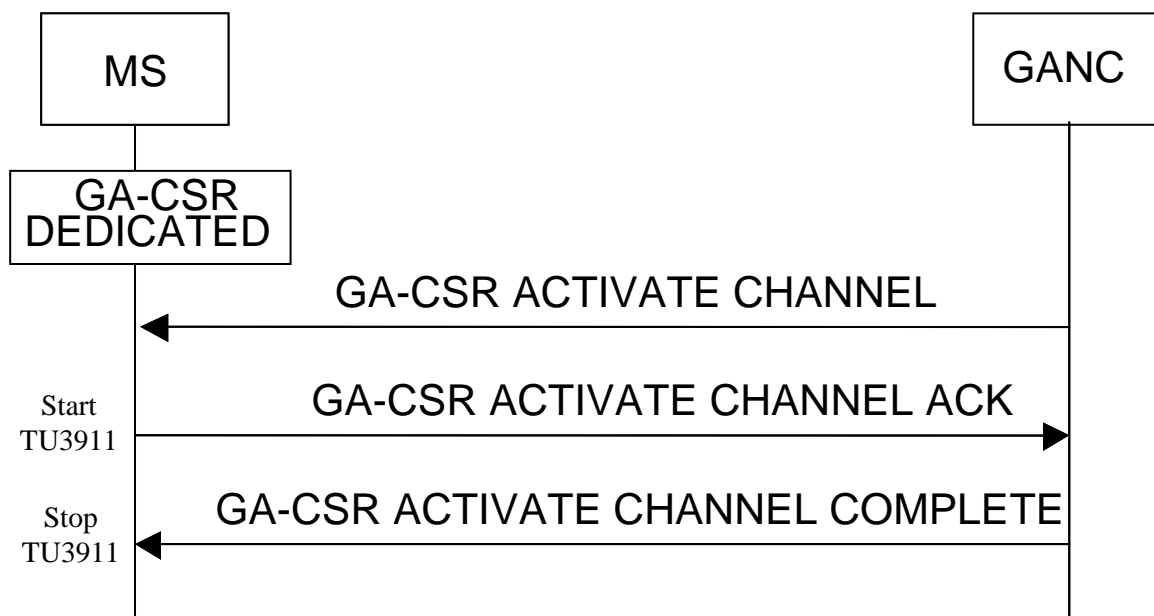 MS
GANC
GA-CSR
DEDICATED
GA-CSR ACTIVATE CHANNEL
Start
TU3911
GA-CSR ACTIVATE CHANNEL ACK
Stop
TU3911
GA-CSR ACTIVATE CHANNEL COMPLETE